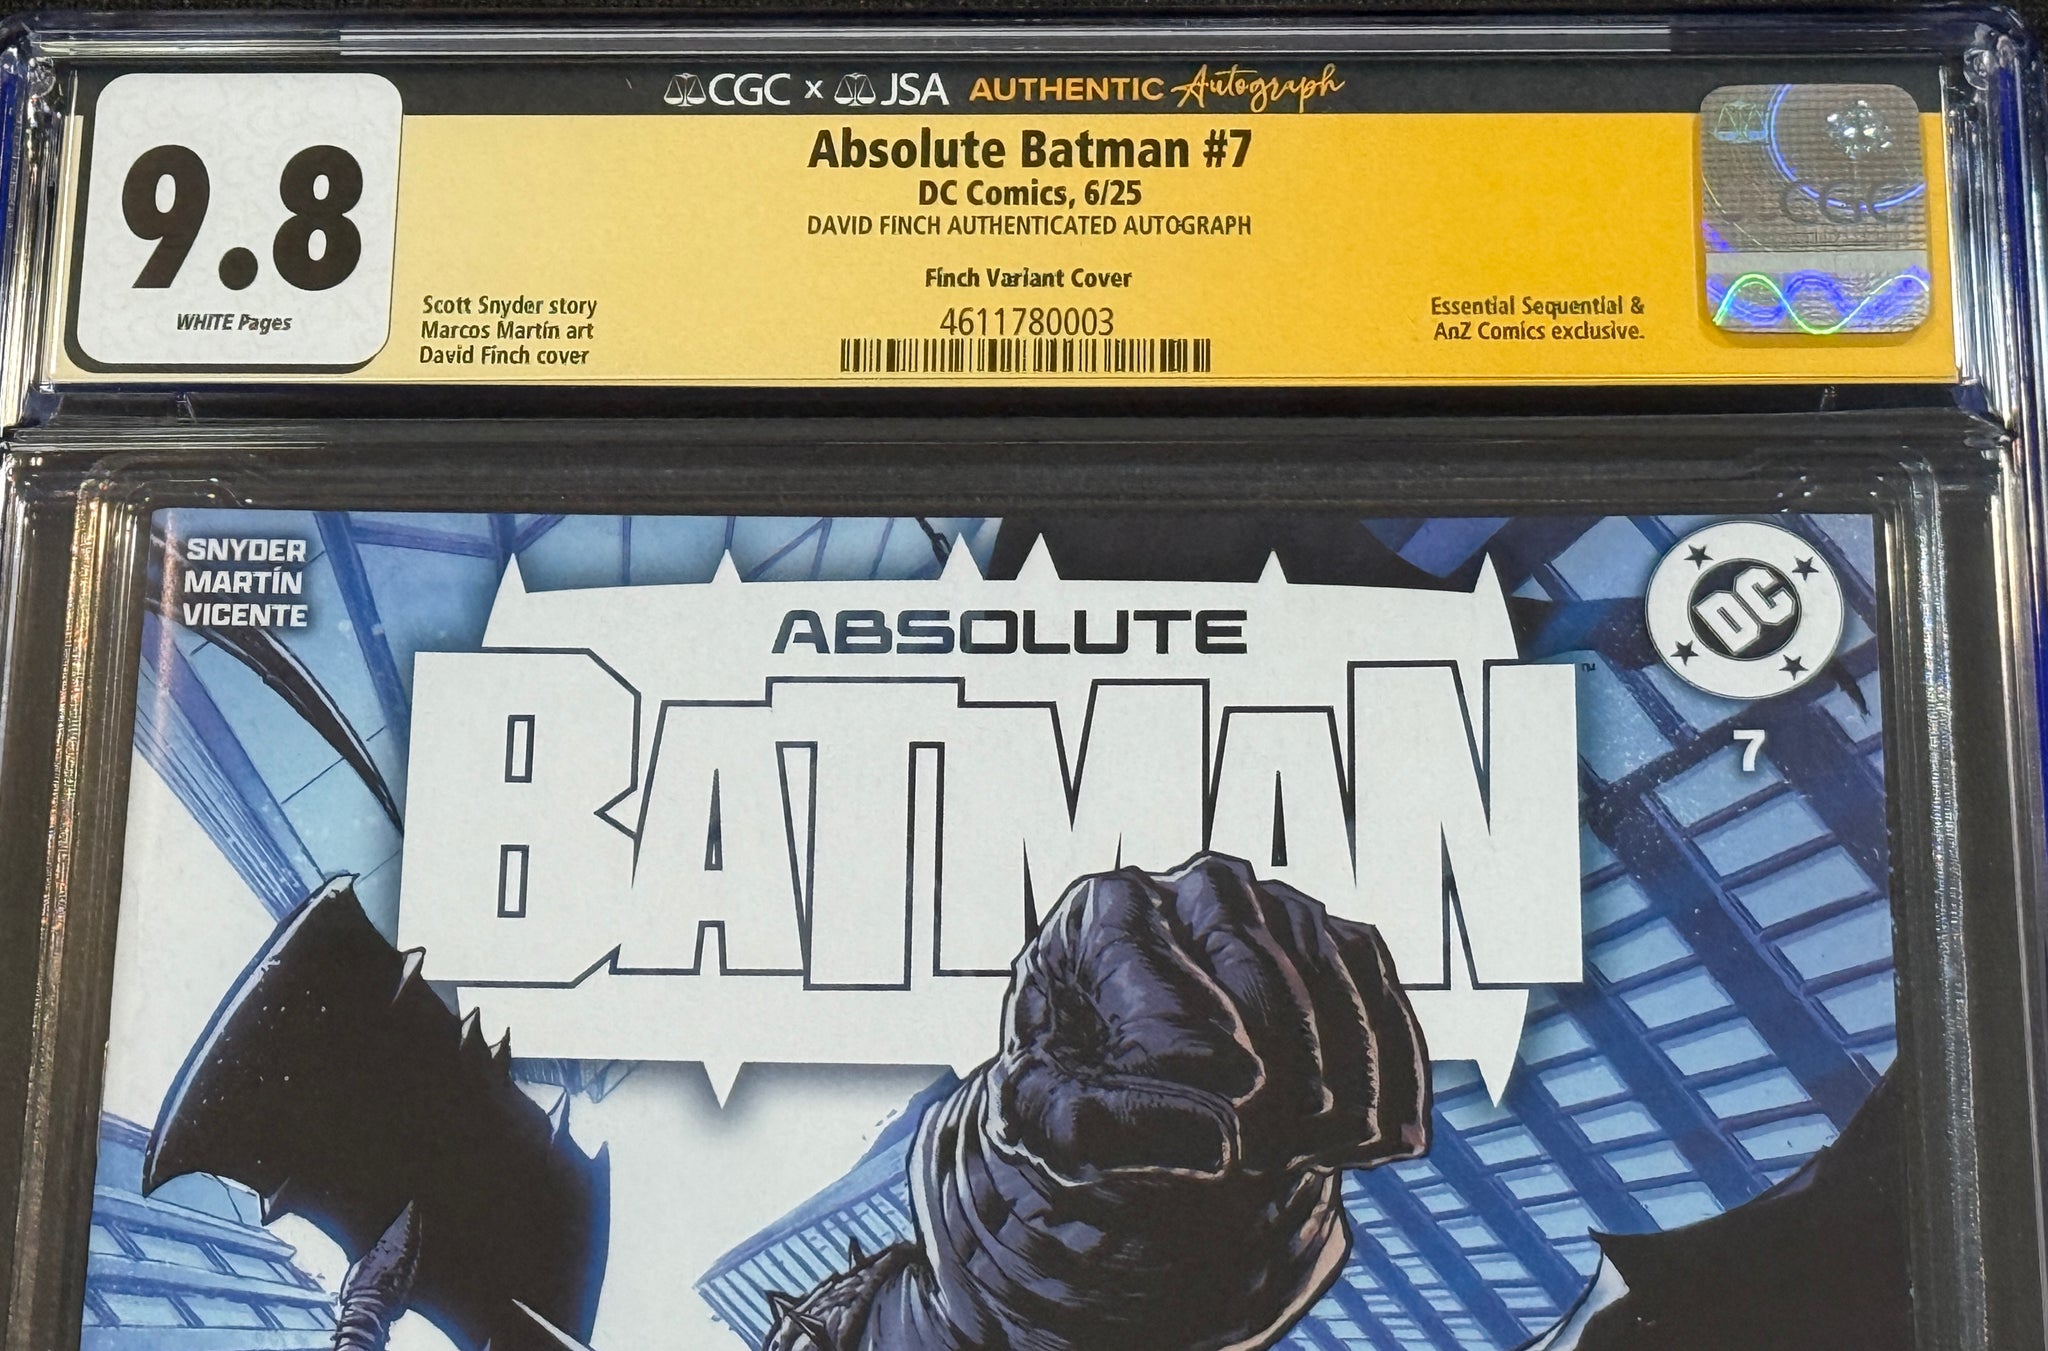 CGC x JSA AUTHENTIC Autograph
9.8
WHITE Pages
Absolute Batman #7
DC Comics, 6/25
DAVID FINCH AUTHENTICATED AUTOGRAPH
Finch Variant Cover
Scott Snyder story
Marcos Martín art
David Finch cover
4611780003
Essential Sequential &
AnZ Comics exclusive.
CGC
SNYDER
MARTÍN
VICENTE
ABSOLUTE
BATMAN
TM
DC
7